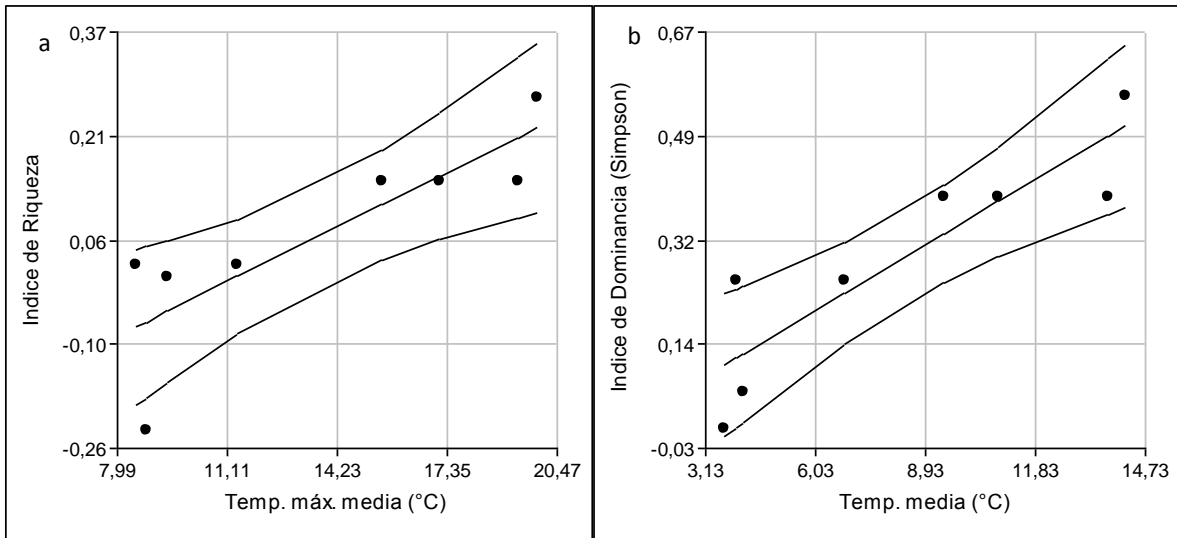 a
0,37
0,21
0,06
-0,10
-0,26
Indice de Riqueza
7,99 11,11 14,23 17,35 20,47
Temp. máx. media (°C)
b
0,67
0,49
0,32
0,14
-0,03
Indice de Dominancia (Simpson)
3,13 6,03 8,93 11,83 14,73
Temp. media (°C)